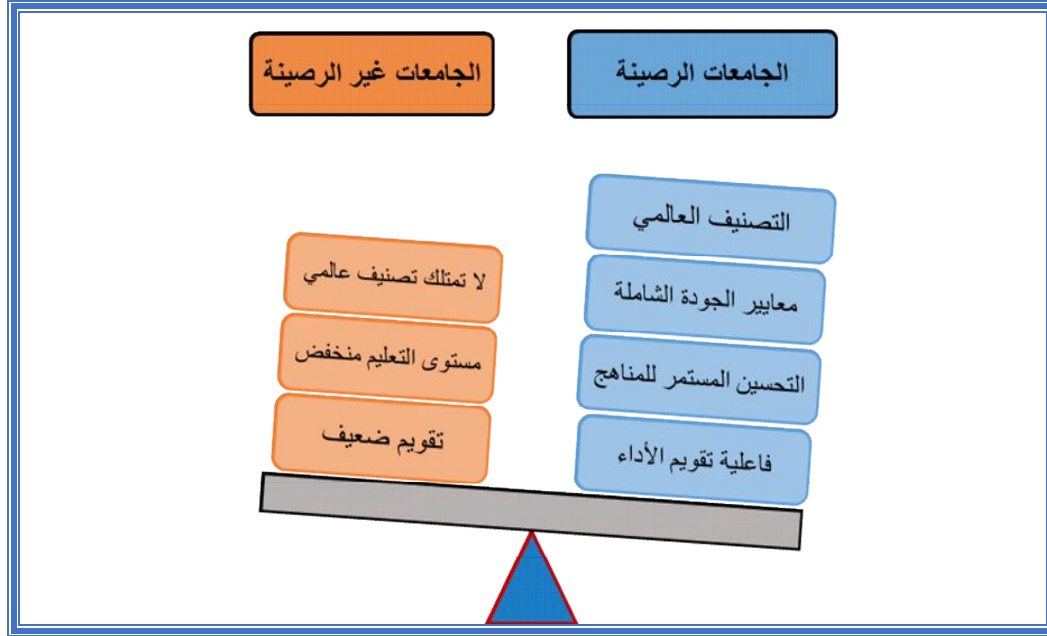 الجامعات الرصينة
الجامعات غير الرصينة
التصنيف العالمي
معايير الجودة الشاملة
التحسين المستمر للمناهج
فاعلية تقويم الأداء
لا تمتلك تصنيف عالمي
مستوى التعليم منخفض
تقويم ضعيف